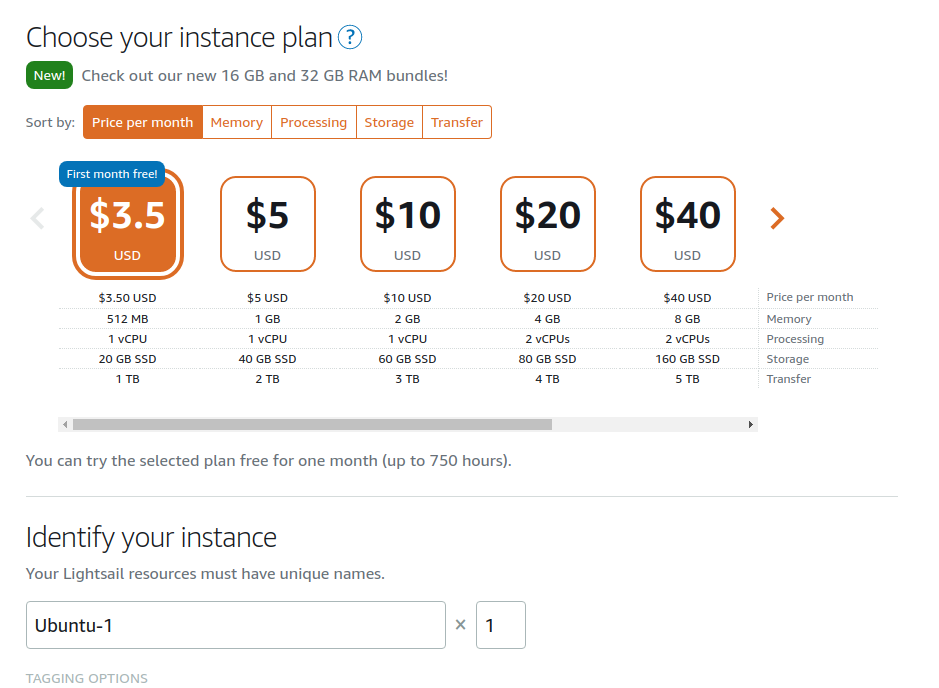 Choose your instance plan ?
New! Check out our new 16 GB and 32 GB RAM bundles!
Sort by: Price per month Memory Processing Storage Transfer
First month free!
$3.5 $5 $10 $20 $40
USD USD USD USD USD
$3.50 USD $5 USD $10 USD $20 USD $40 USD Price per month
512 MB 1 GB 2 GB 4 GB 8 GB Memory
1 vCPU 1 vCPU 1 vCPU 2 vCPUs 2 vCPUs Processing
20 GB SSD 40 GB SSD 60 GB SSD 80 GB SSD 160 GB SSD Storage
1 TB 2 TB 3 TB 4 TB 5 TB Transfer
You can try the selected plan free for one month (up to 750 hours).
Identify your instance
Your Lightsail resources must have unique names.
Ubuntu-1 × 1
TAGGING OPTIONS